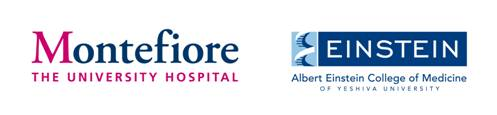 Montefiore
THE UNIVERSITY HOSPITAL
EINSTEIN
Albert Einstein College of Medicine
OF YESHIVA UNIVERSITY